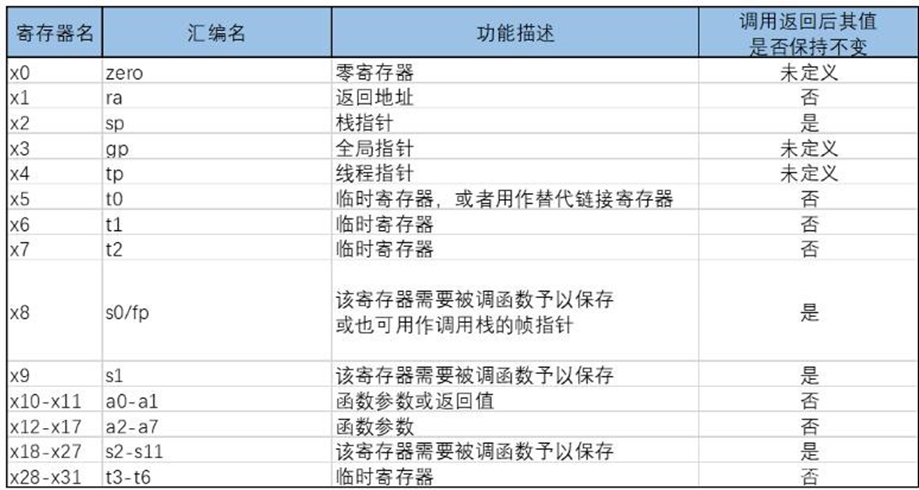 寄存器名 汇编名 功能描述 调用返回后其值
是否保持不变
x0 zero 零寄存器 未定义
x1 ra 返回地址 否
x2 sp 栈指针 是
x3 gp 全局指针 未定义
x4 tp 线程指针 未定义
x5 t0 临时寄存器，或者用作替代链接寄存器 否
x6 t1 临时寄存器 否
x7 t2 临时寄存器 否
x8 s0/fp 该寄存器需要被调函数予以保存
或也可用作调用栈的帧指针 是
x9 s1 该寄存器需要被调函数予以保存 是
x10-x11 a0-a1 函数参数或返回值 否
x12-x17 a2-a7 函数参数 否
x18-x27 s2-s11 该寄存器需要被调函数予以保存 是
x28-x31 t3-t6 临时寄存器 否